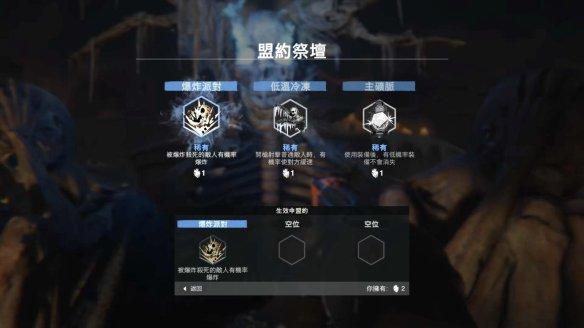 盟約祭壇
爆炸派對
稀有
被爆炸殺死的敵人有機率
爆炸
1
低溫冷凍
稀有
開槍射擊普通敵人時，有
機率使對方緩速
1
主礦脈
稀有
使用裝備後，有低機率裝
備不會消失
1
生效中盟約
爆炸派對
空位
空位
被爆炸殺死的敵人有機率
爆炸
返回
你擁有：
2